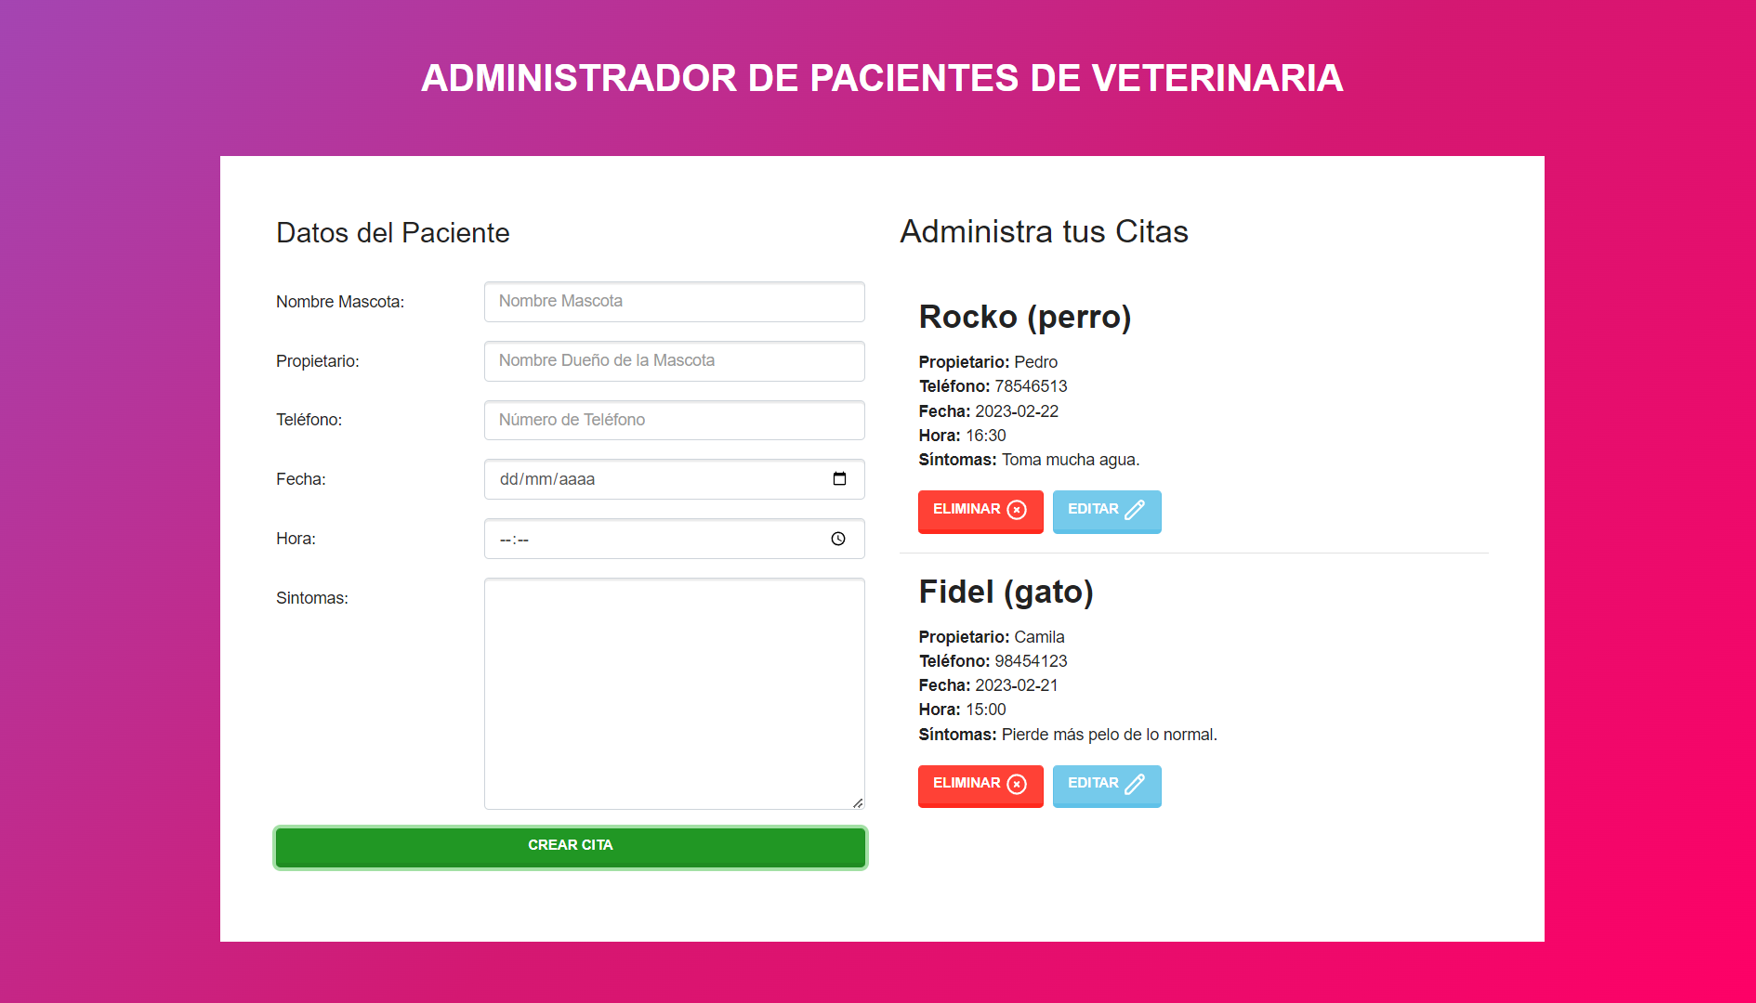 ADMINISTRADOR DE PACIENTES DE VETERINARIA
Datos del Paciente
Nombre Mascota:
Nombre Mascota
Propietario:
Nombre Dueño de la Mascota
Teléfono:
Número de Teléfono
Fecha:
dd/mm/aaaa
Hora:
--:--
Sintomas:
CREAR CITA
Administra tus Citas
Rocko (perro)
Propietario: Pedro
Teléfono: 78546513
Fecha: 2023-02-22
Hora: 16:30
Síntomas: Toma mucha agua.
ELIMINAR
EDITAR
Fidel (gato)
Propietario: Camila
Teléfono: 98454123
Fecha: 2023-02-21
Hora: 15:00
Síntomas: Pierde más pelo de lo normal.
ELIMINAR
EDITAR